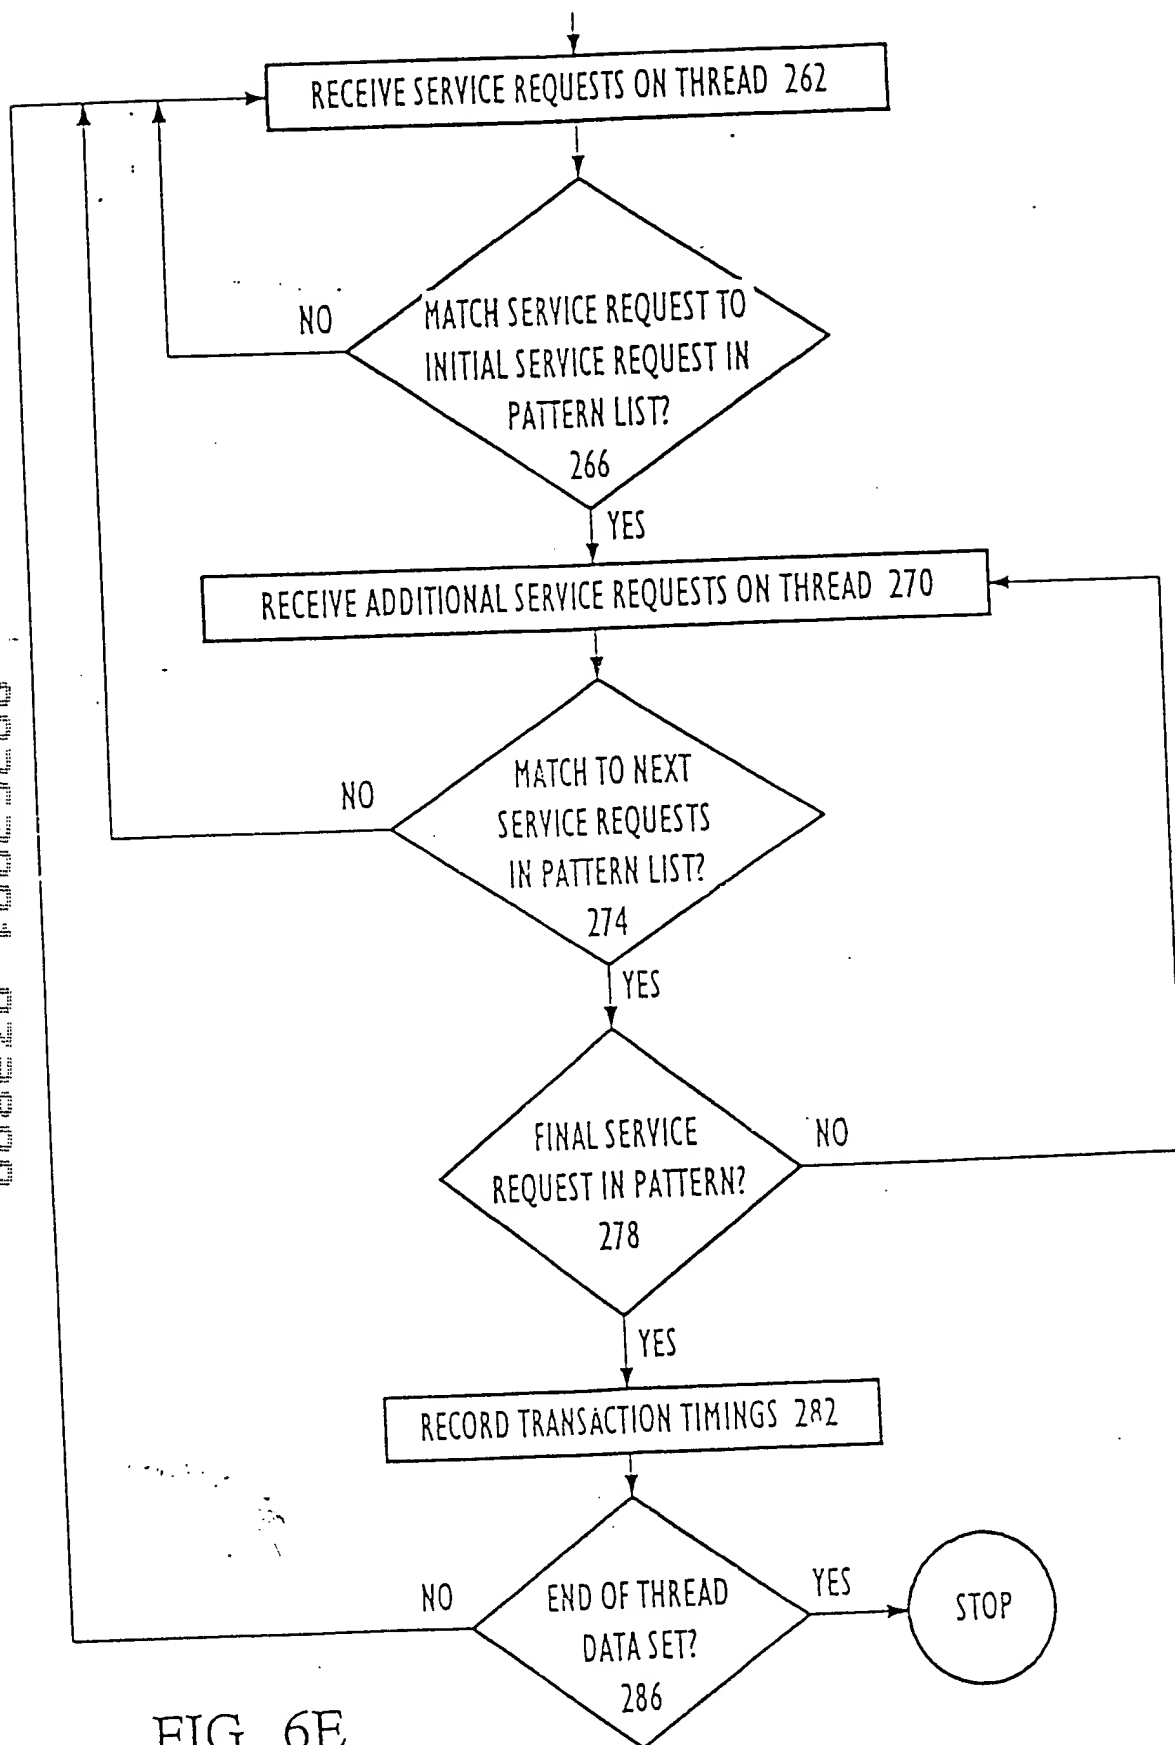 RECEIVE SERVICE REQUESTS ON THREAD 262
NO
MATCH SERVICE REQUEST TO
INITIAL SERVICE REQUEST IN
PATTERN LIST?
266
YES
RECEIVE ADDITIONAL SERVICE REQUESTS ON THREAD 270
NO
MATCH TO NEXT
SERVICE REQUESTS
IN PATTERN LIST?
274
YES
FINAL SERVICE
REQUEST IN PATTERN?
278
NO
YES
RECORD TRANSACTION TIMINGS 282
NO
END OF THREAD
DATA SET?
286
YES
STOP
FIG. 6E